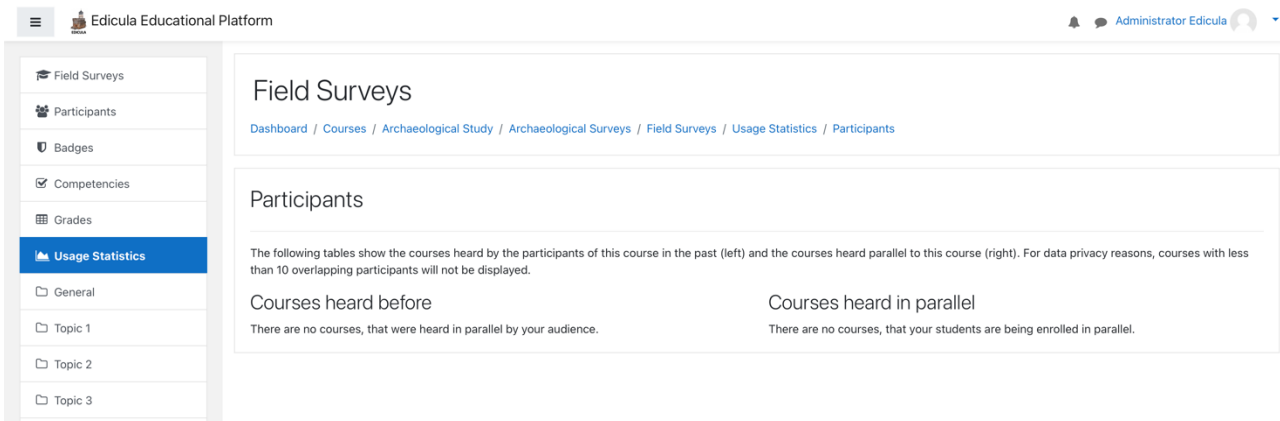 Edicula Educational Platform
Administrator Edicula
Field Surveys
Participants
Badges
Competencies
Grades
Usage Statistics
General
Topic 1
Topic 2
Topic 3
Field Surveys
Dashboard / Courses / Archaeological Study / Archaeological Surveys / Field Surveys / Usage Statistics / Participants
Participants
The following tables show the courses heard by the participants of this course in the past (left) and the courses heard parallel to this course (right). For data privacy reasons, courses with less
than 10 overlapping participants will not be displayed.
Courses heard before
There are no courses, that were heard in parallel by your audience.
Courses heard in parallel
There are no courses, that your students are being enrolled in parallel.